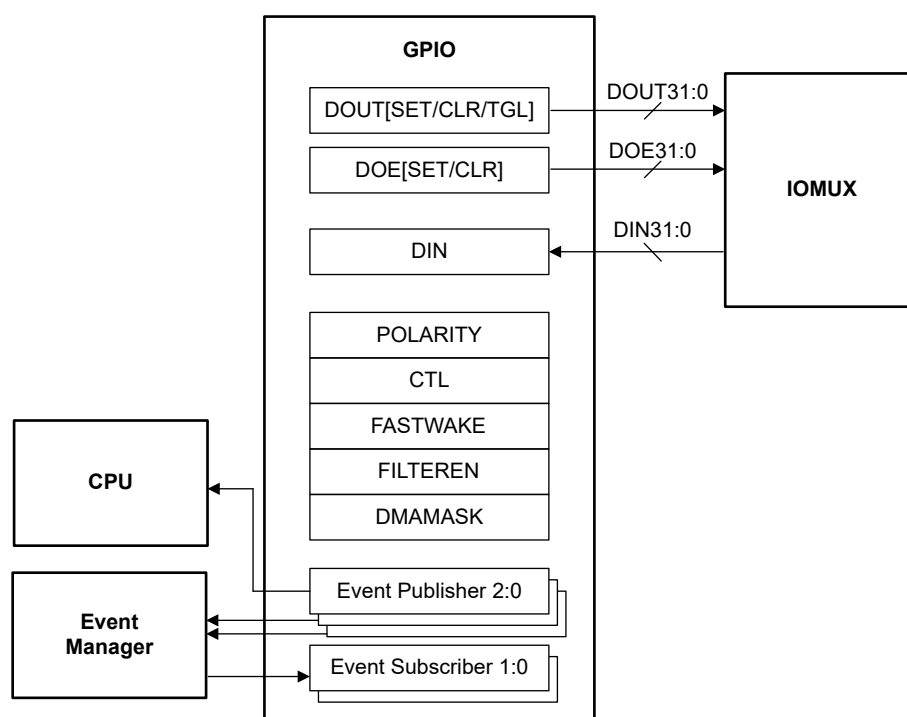 GPIO
DOUT[SET/CLR/TGL]
DOUT31:0
DOE[SET/CLR]
DOE31:0
IOMUX
DIN
DIN31:0
POLARITY
CTL
FASTWAKE
FILTEREN
DMAMASK
CPU
Event Publisher 2:0
Event
Manager
Event Subscriber 1:0